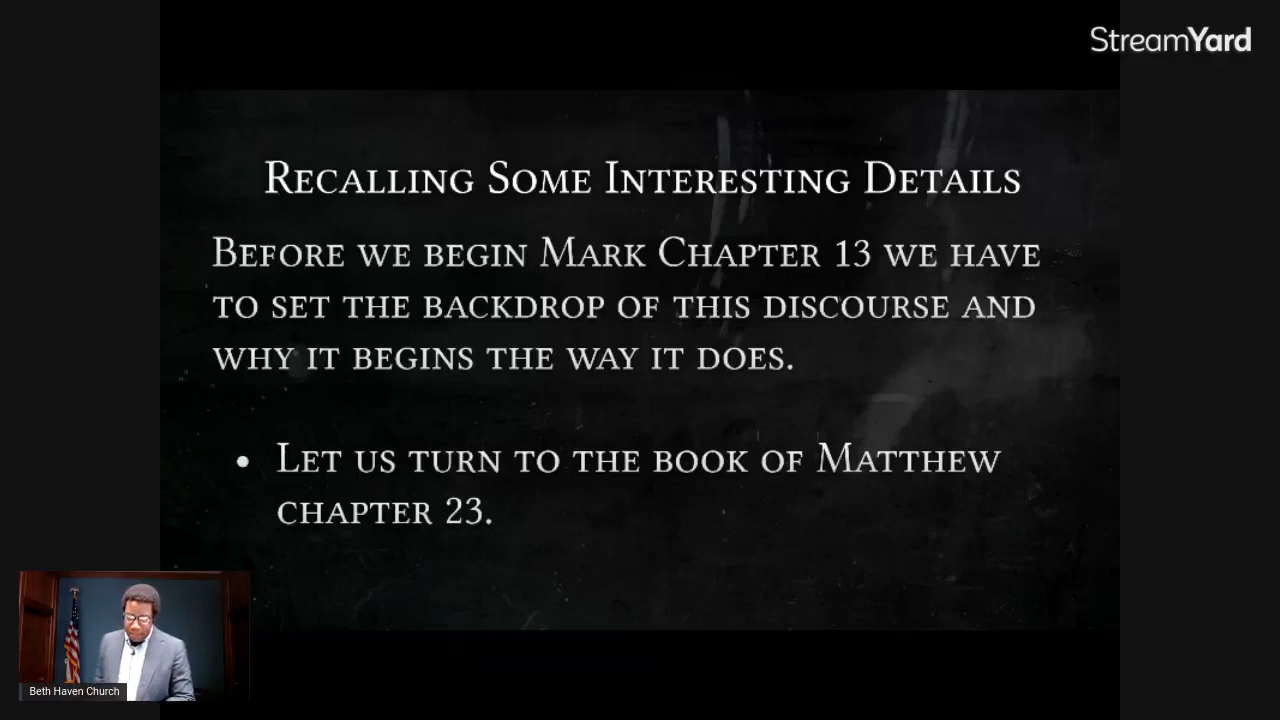 StreamYard
Recalling Some Interesting Details
Before we begin Mark Chapter 13 we have
to set the backdrop of this discourse and
why it begins the way it does.
• Let us turn to the book of Matthew
chapter 23.
Beth Haven Church